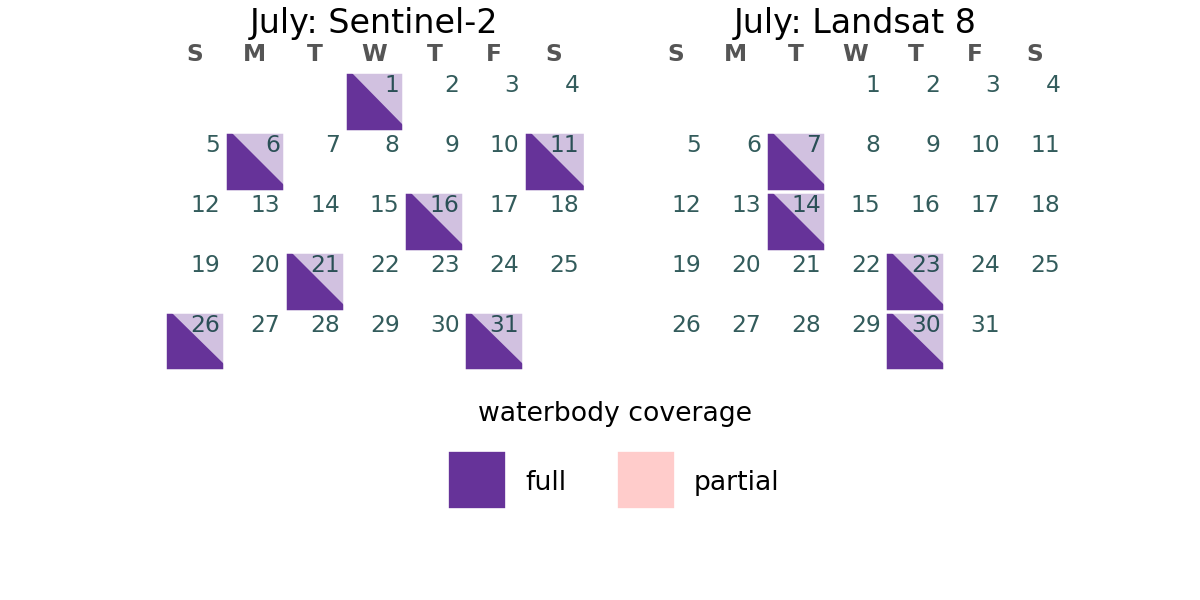 July: Sentinel-2
S M T W T F S
1 2 3 4
5 6 7 8 9 10 11
12 13 14 15 16 17 18
19 20 21 22 23 24 25
26 27 28 29 30 31
July: Landsat 8
S M T W T F S
1 2 3 4
5 6 7 8 9 10 11
12 13 14 15 16 17 18
19 20 21 22 23 24 25
26 27 28 29 30 31
waterbody coverage
full partial